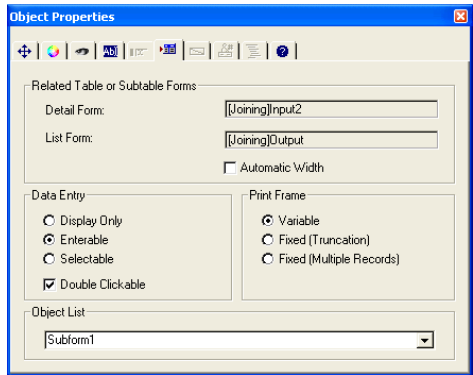 Object Properties
Ab|
?
Related Table or Subtable Forms
Detail Form:
[Joining]Input2
List Form:
[Joining]Output
Automatic Width
Data Entry
Display Only
Enterable
Selectable
Double Clickable
Print Frame
Variable
Fixed (Truncation)
Fixed (Multiple Records)
Object List
Subform1